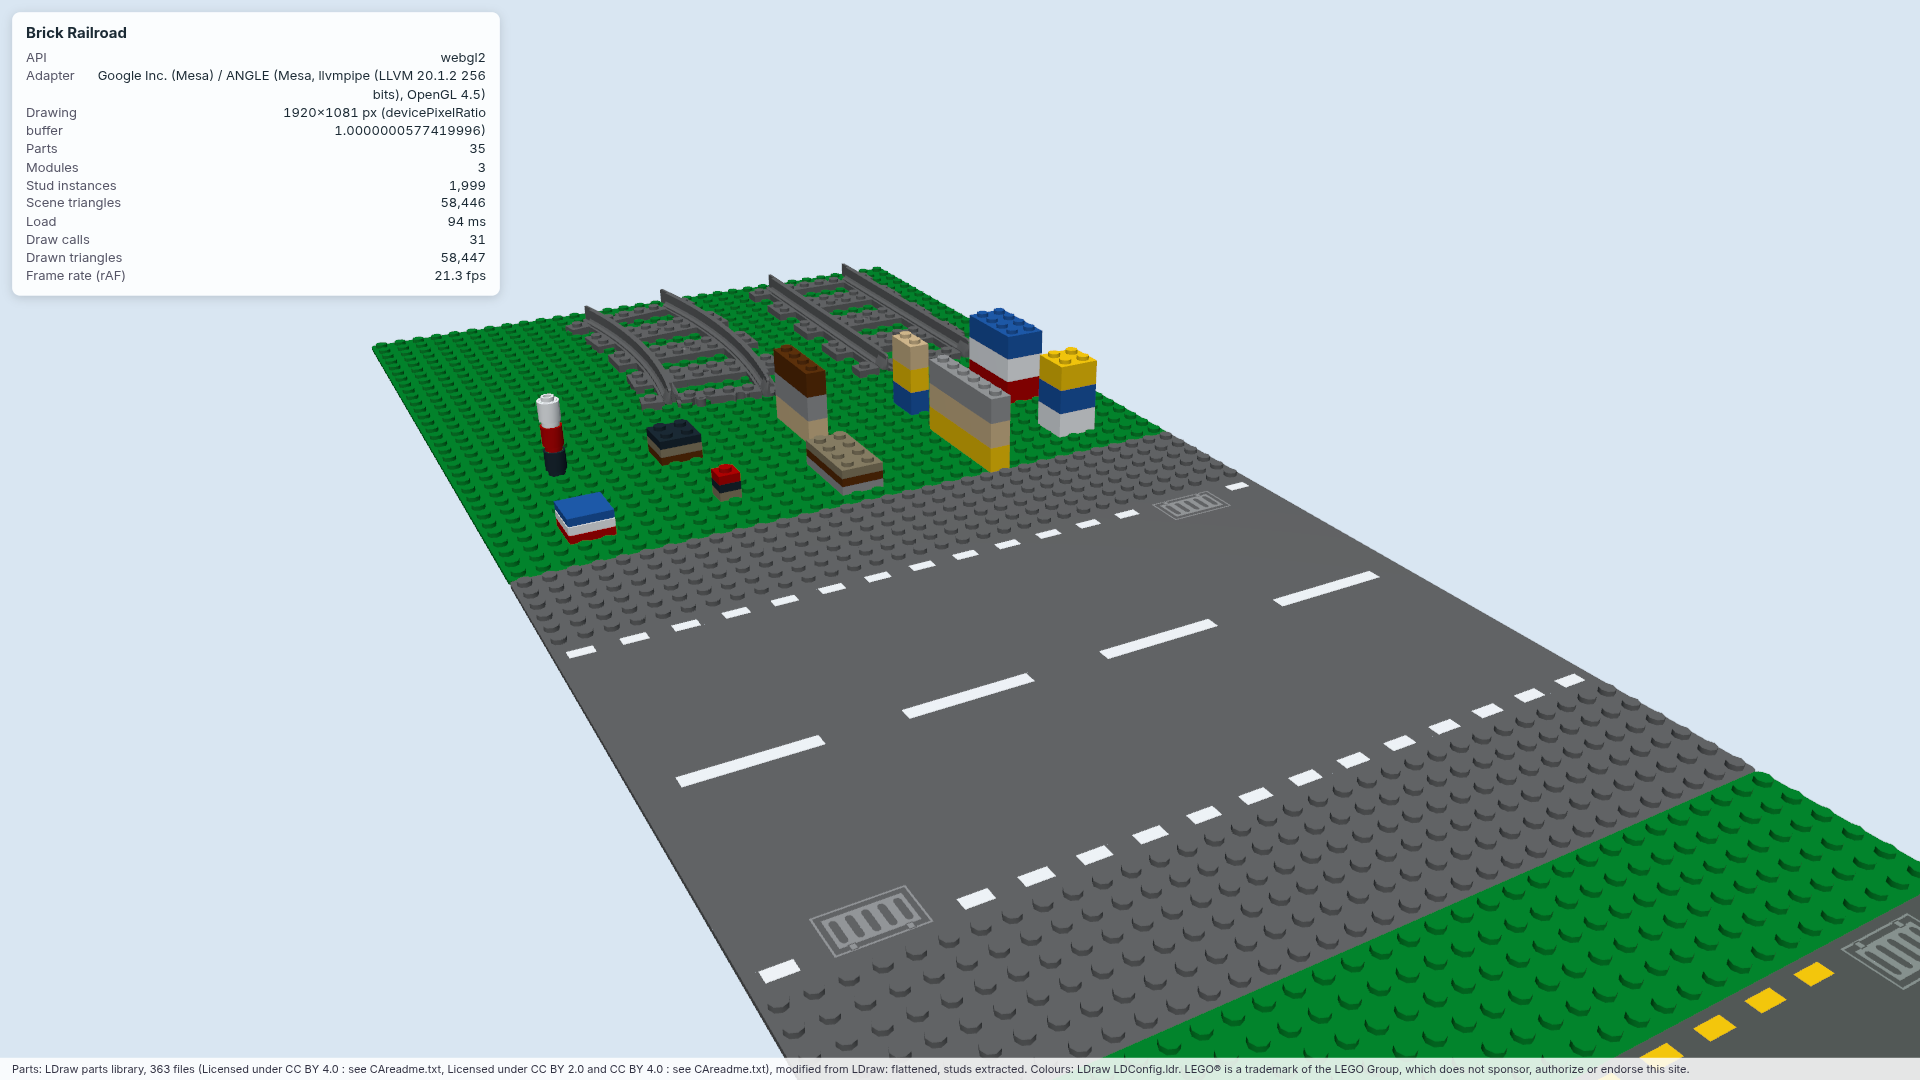 Brick Railroad
API webgl2
Adapter Google Inc. (Mesa) / ANGLE (Mesa, llvmpipe (LLVM 20.1.2 256
bits), OpenGL 4.5)
Drawing 1920×1081 px (devicePixelRatio
buffer 1.0000000577419996)
Parts 35
Modules 3
Stud instances 1,999
Scene triangles 58,446
Load 94 ms
Draw calls 31
Drawn triangles 58,447
Frame rate (rAF) 21.3 fps
Parts: LDraw parts library, 363 files (Licensed under CC BY 4.0 : see CAreadme.txt, Licensed under CC BY 2.0 and CC BY 4.0 : see CAreadme.txt), modified from LDraw: flattened, studs extracted. Colours: LDraw LDConfig.ldr. LEGO® is a trademark of the LEGO Group, which does not sponsor, authorize or endorse this site.